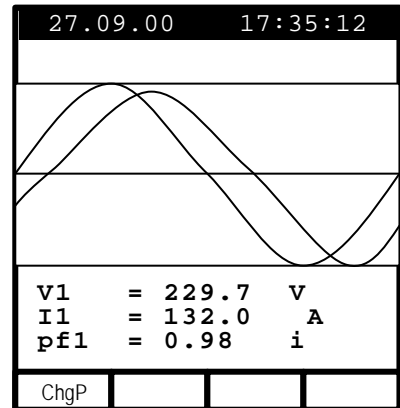 27.09.00 17:35:12
V1 = 229.7 V
I1 = 132.0 A
pf1 = 0.98 i
ChgP